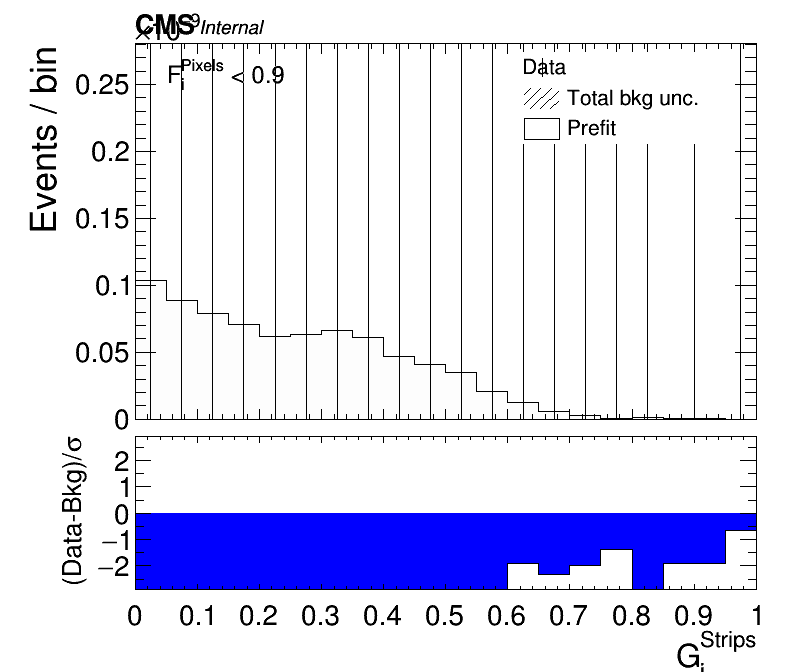 CMS Internal
×10^9
F_i^Pixels < 0.9
Data
Total bkg unc.
Prefit
Events / bin
0.25
0.2
0.15
0.1
0.05
0
(Data-Bkg)/σ
2
1
0
−1
−2
0 0.1 0.2 0.3 0.4 0.5 0.6 0.7 0.8 0.9 1
G_i^Strips